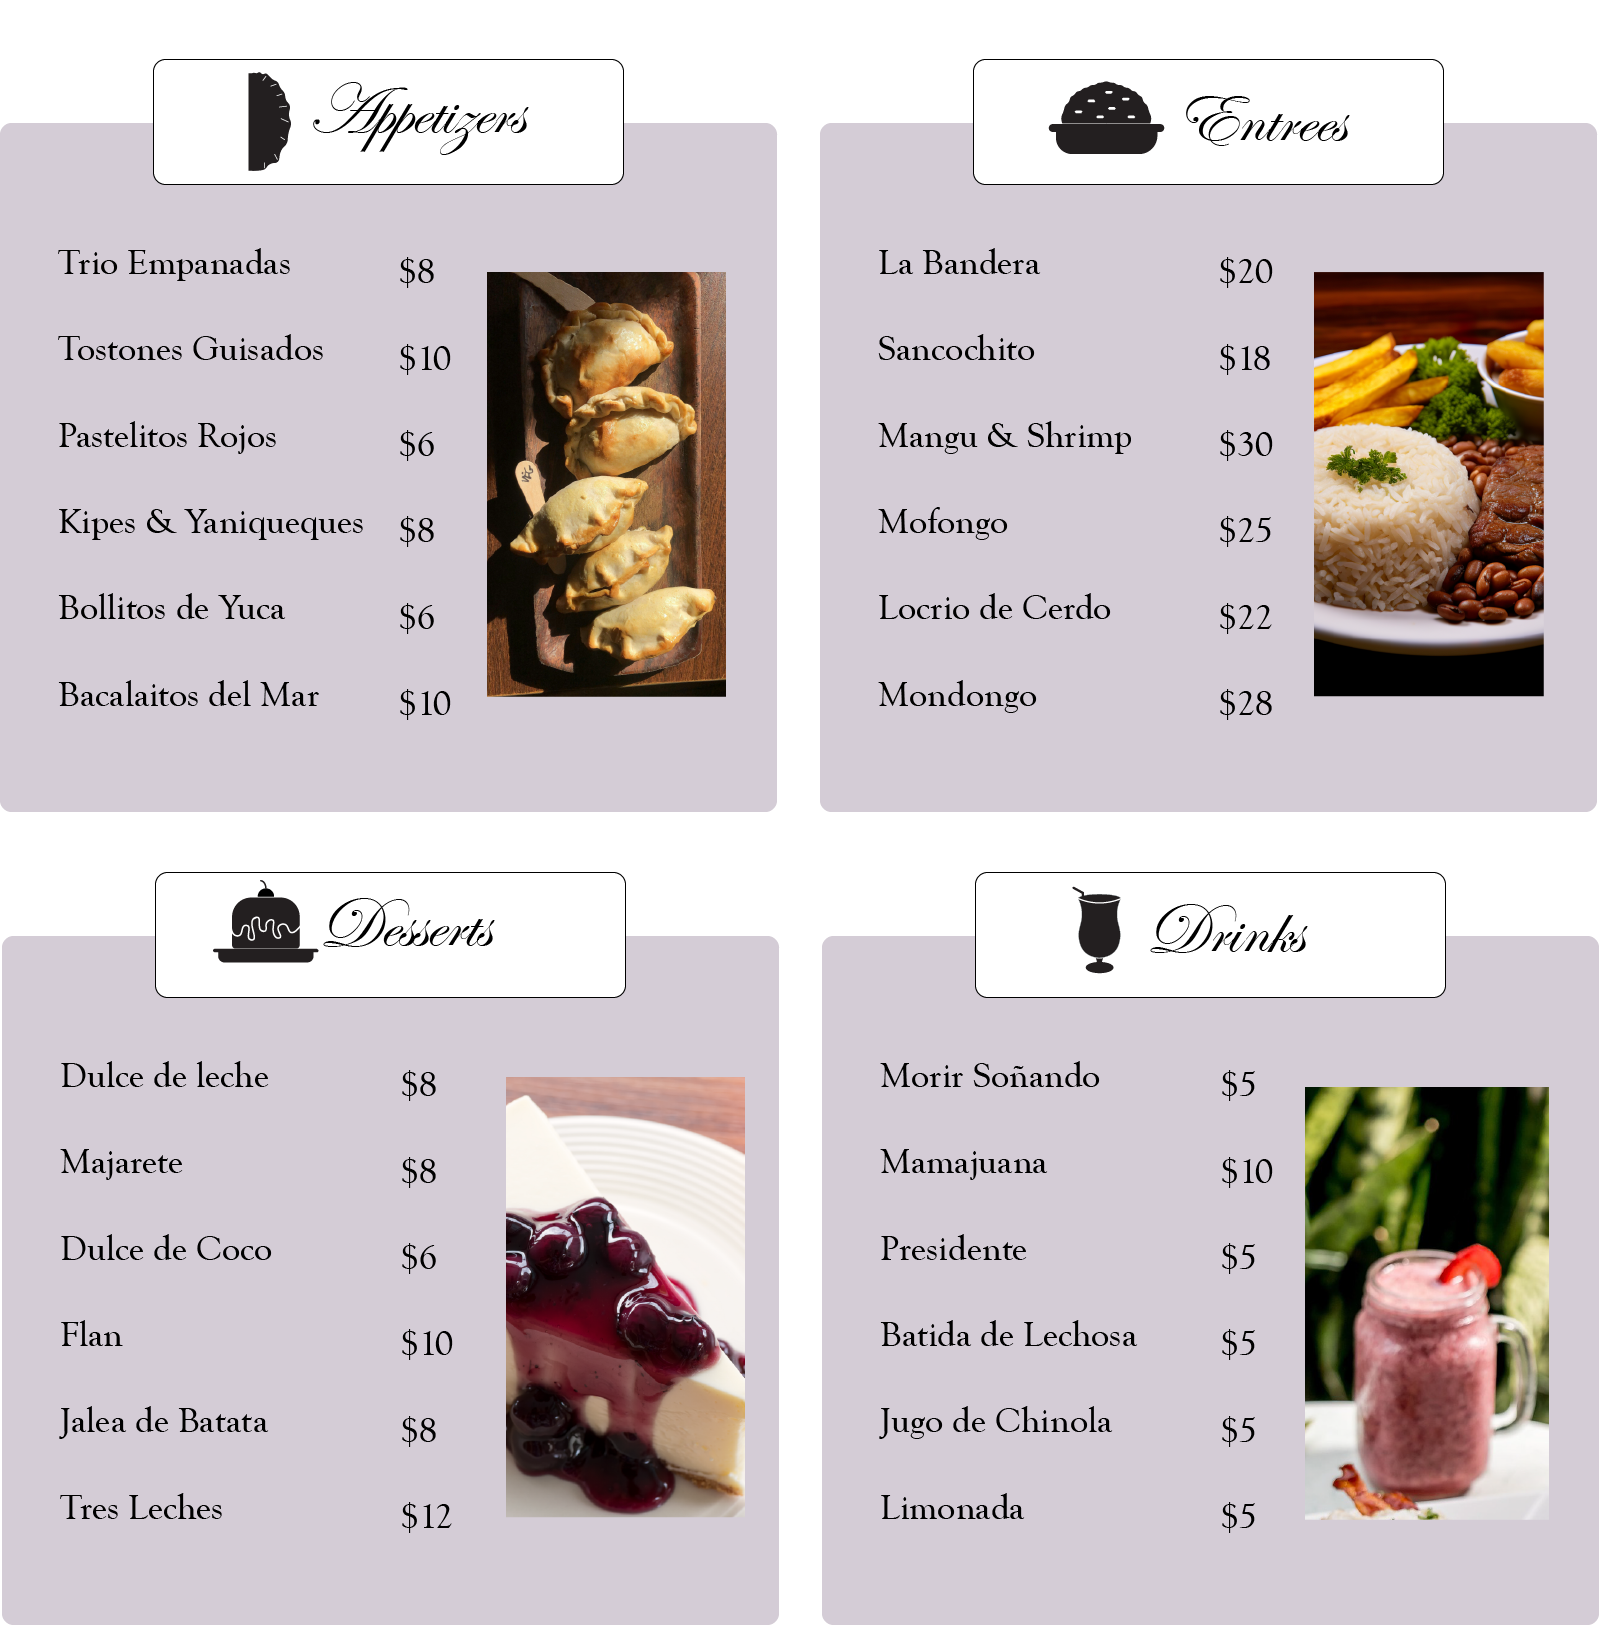 Appetizers
Trio Empanadas $8
Tostones Guisados $10
Pastelitos Rojos $6
Kipes & Yaniqueques $8
Bollitos de Yuca $6
Bacalaitos del Mar $10
Entrees
La Bandera $20
Sancochito $18
Mangu & Shrimp $30
Mofongo $25
Locrio de Cerdo $22
Mondongo $28
Desserts
Dulce de leche $8
Majarete $8
Dulce de Coco $6
Flan $10
Jalea de Batata $8
Tres Leches $12
Drinks
Morir Soñando $5
Mamajuana $10
Presidente $5
Batida de Lechosa $5
Jugo de Chinola $5
Limonada $5